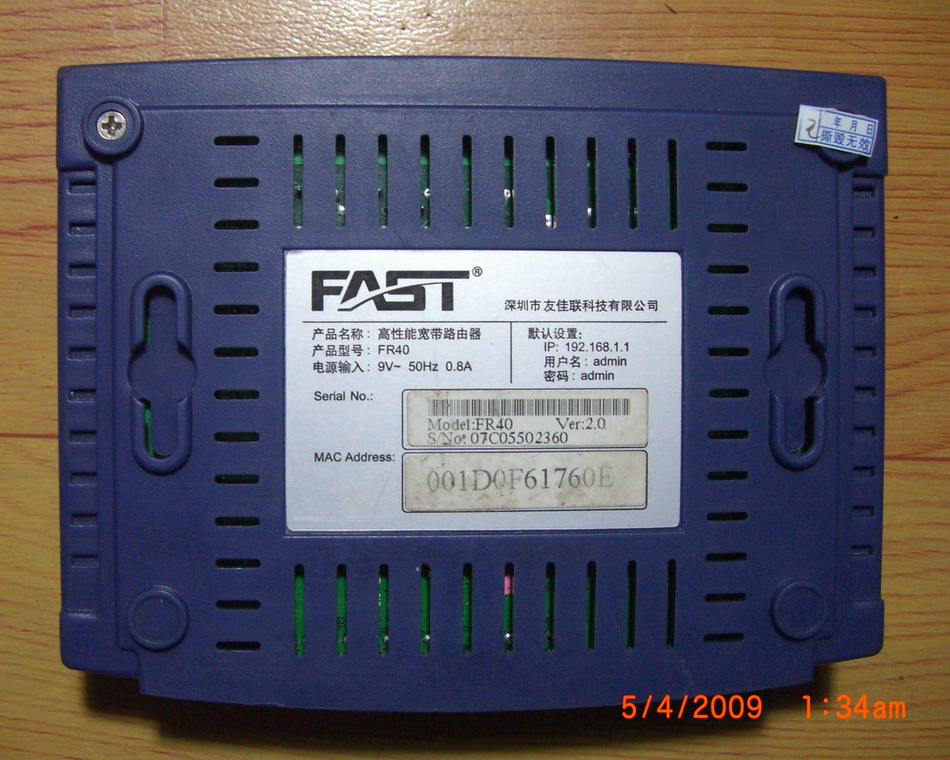 年 月 日
撕毁无效
FAST®
深圳市友佳联科技有限公司
产品名称: 高性能宽带路由器
产品型号: FR40
电源输入: 9V~ 50Hz 0.8A
默认设置:
IP: 192.168.1.1
用户名: admin
密码: admin
Serial No.:
Model:FR40 Ver:2.0
S/No: 07C05502360
MAC Address:
001D0F61760E
5/4/2009 1:34am